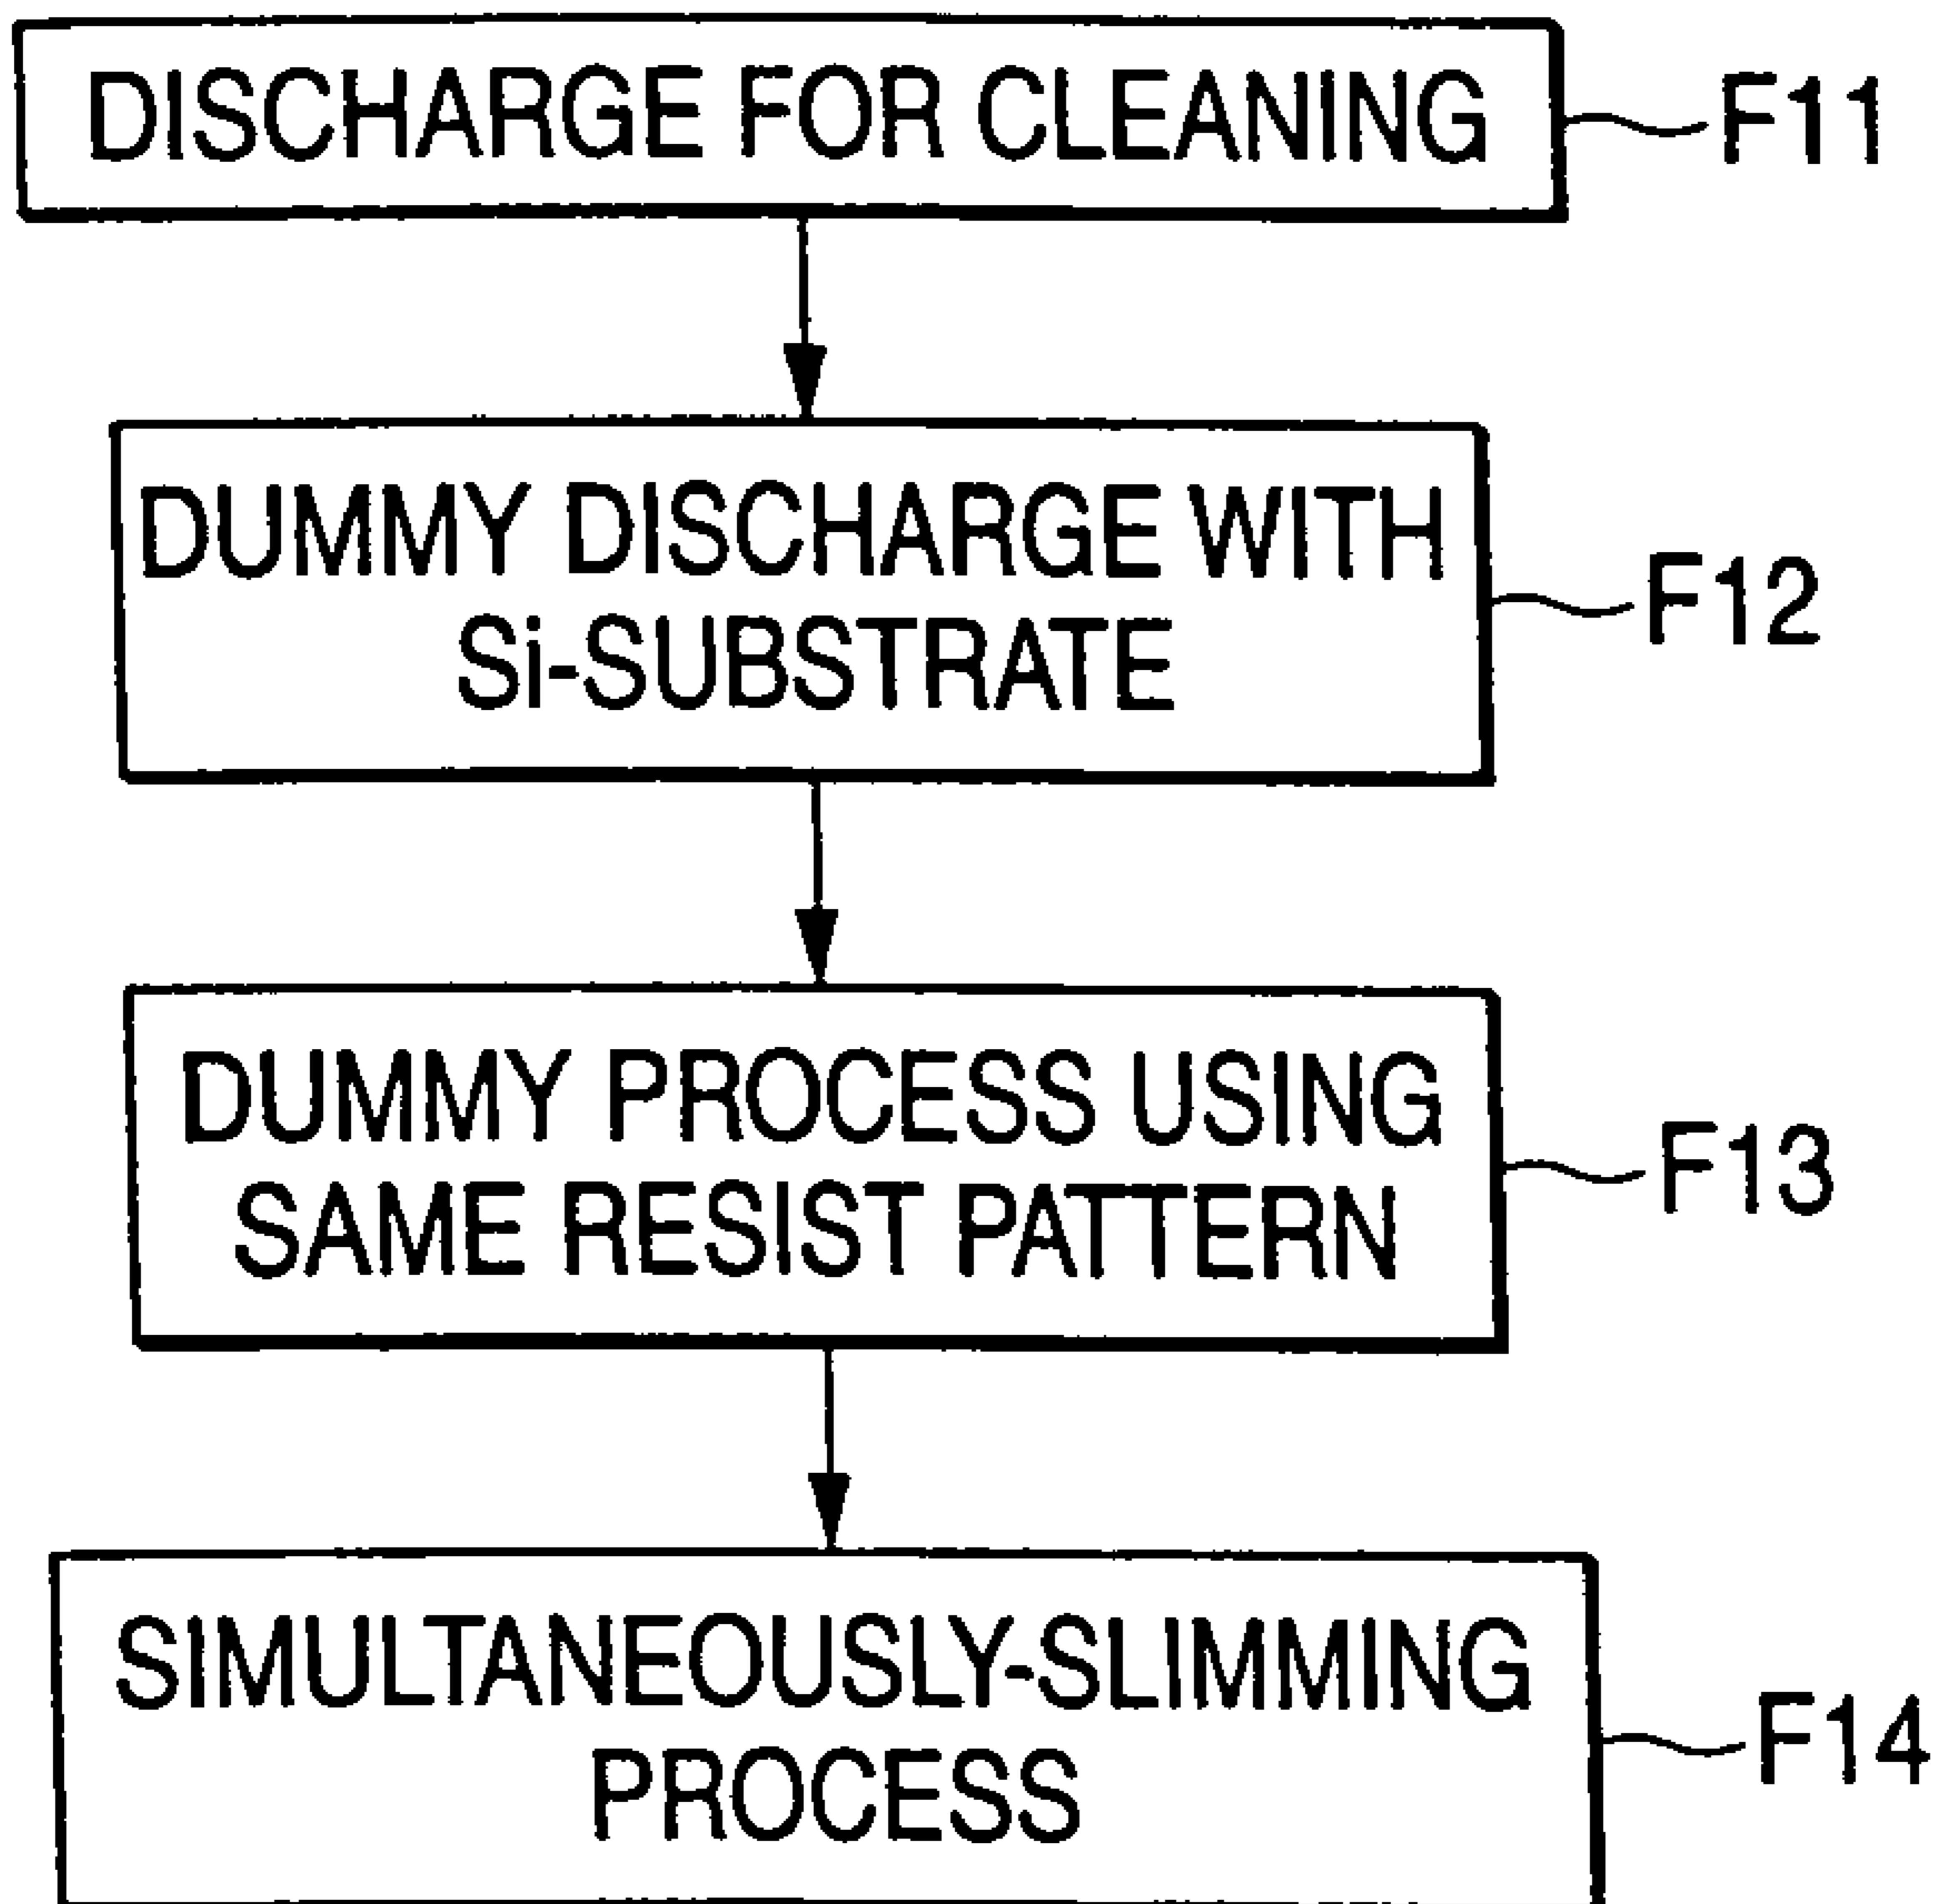 DISCHARGE FOR CLEANING
F11
DUMMY DISCHARGE WITH
Si-SUBSTRATE
F12
DUMMY PROCESS USING
SAME RESIST PATTERN
F13
SIMULTANEOUSLY-SLIMMING
PROCESS
F14